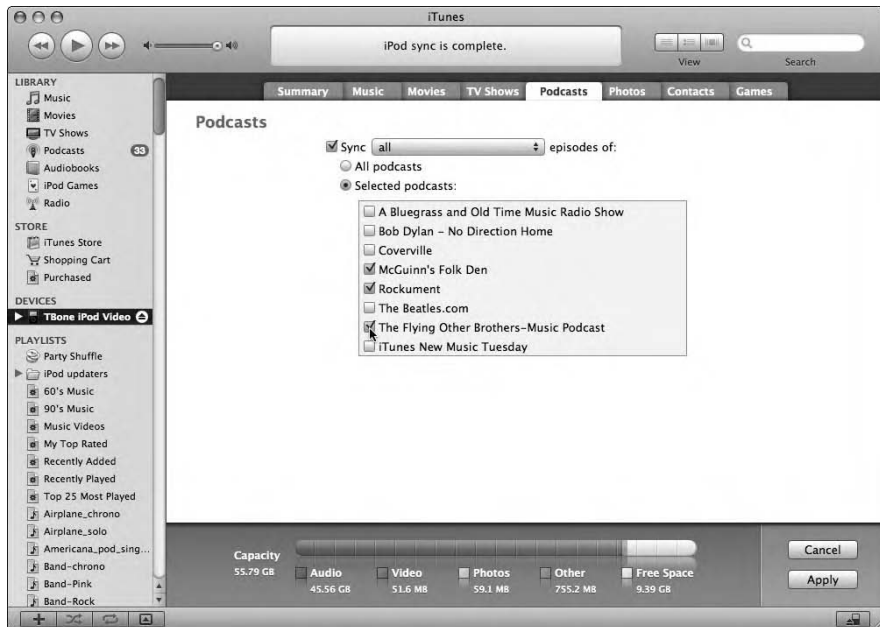 iTunes
iPod sync is complete.
View
Search
LIBRARY
Music
Movies
TV Shows
Podcasts 33
Audiobooks
iPod Games
Radio
STORE
iTunes Store
Shopping Cart
Purchased
DEVICES
TBone iPod Video
PLAYLISTS
Party Shuffle
iPod updaters
60's Music
90's Music
Music Videos
My Top Rated
Recently Added
Recently Played
Top 25 Most Played
Airplane_chrono
Airplane_solo
Americana_pod_sing...
Band-chrono
Band-Pink
Band-Rock
Summary Music Movies TV Shows Podcasts Photos Contacts Games
Podcasts
Sync all episodes of:
All podcasts
Selected podcasts:
A Bluegrass and Old Time Music Radio Show
Bob Dylan – No Direction Home
Coverville
McGuinn's Folk Den
Rockument
The Beatles.com
The Flying Other Brothers-Music Podcast
iTunes New Music Tuesday
Capacity
55.79 GB
Audio
45.56 GB
Video
51.6 MB
Photos
59.1 MB
Other
755.2 MB
Free Space
9.39 GB
Cancel
Apply